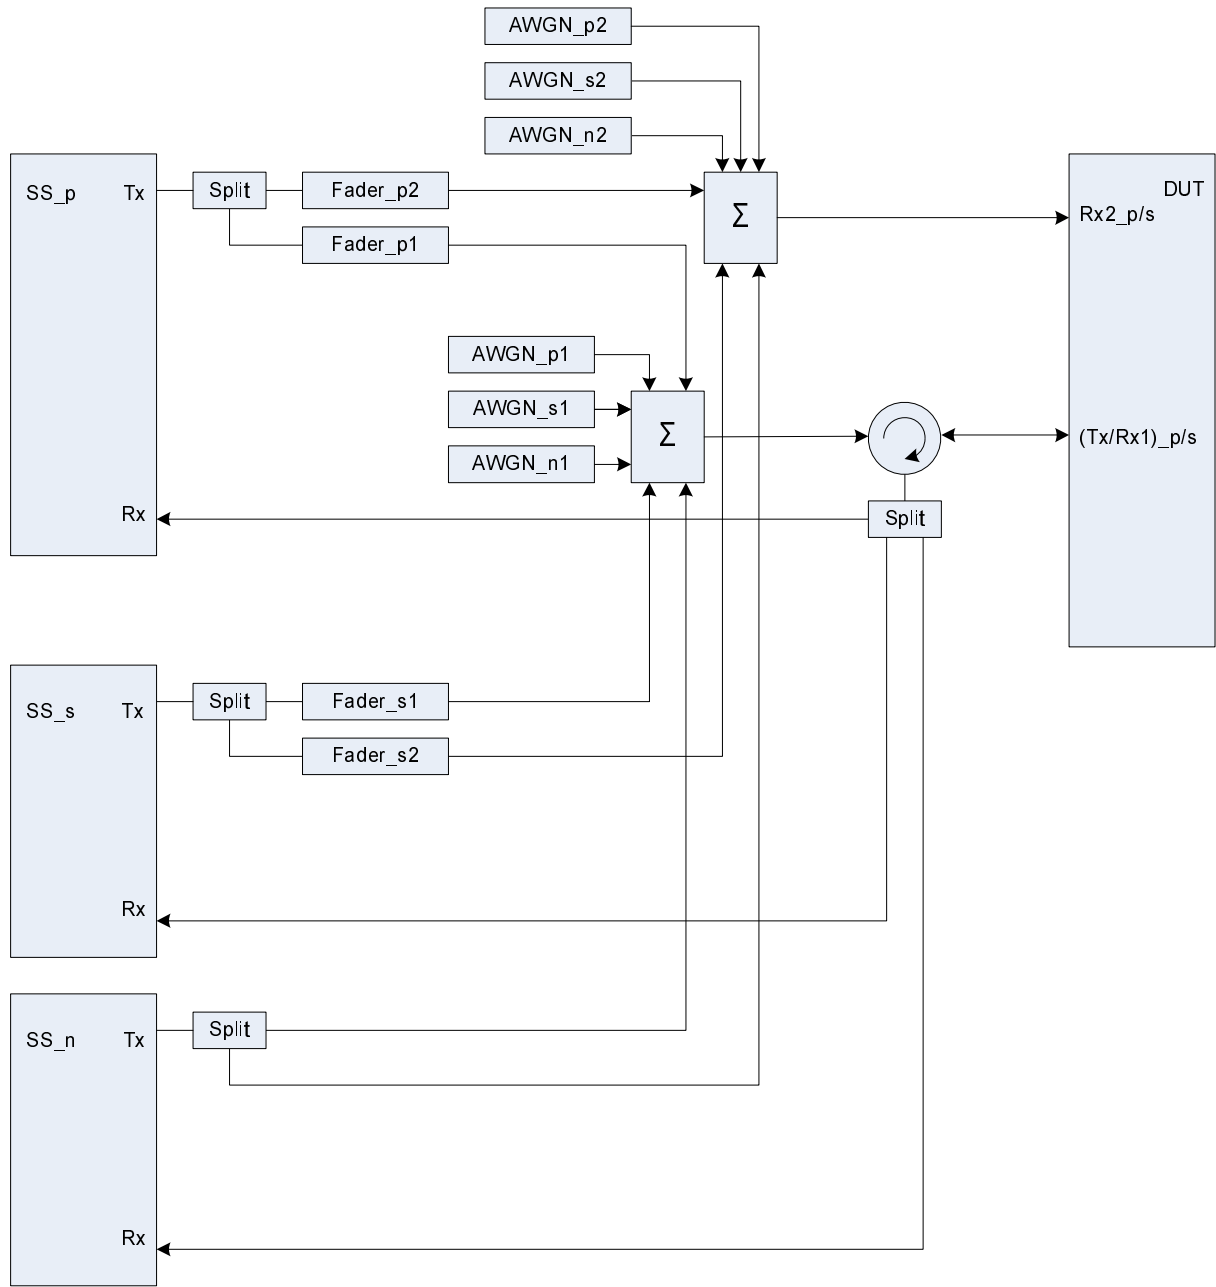 AWGN_p2
AWGN_s2
AWGN_n2
SS_p
Tx
Split
Fader_p2
Fader_p1
Σ
DUT
Rx2_p/s
AWGN_p1
AWGN_s1
AWGN_n1
Σ
(Tx/Rx1)_p/s
Rx
Split
SS_s
Tx
Split
Fader_s1
Fader_s2
Rx
SS_n
Tx
Split
Rx